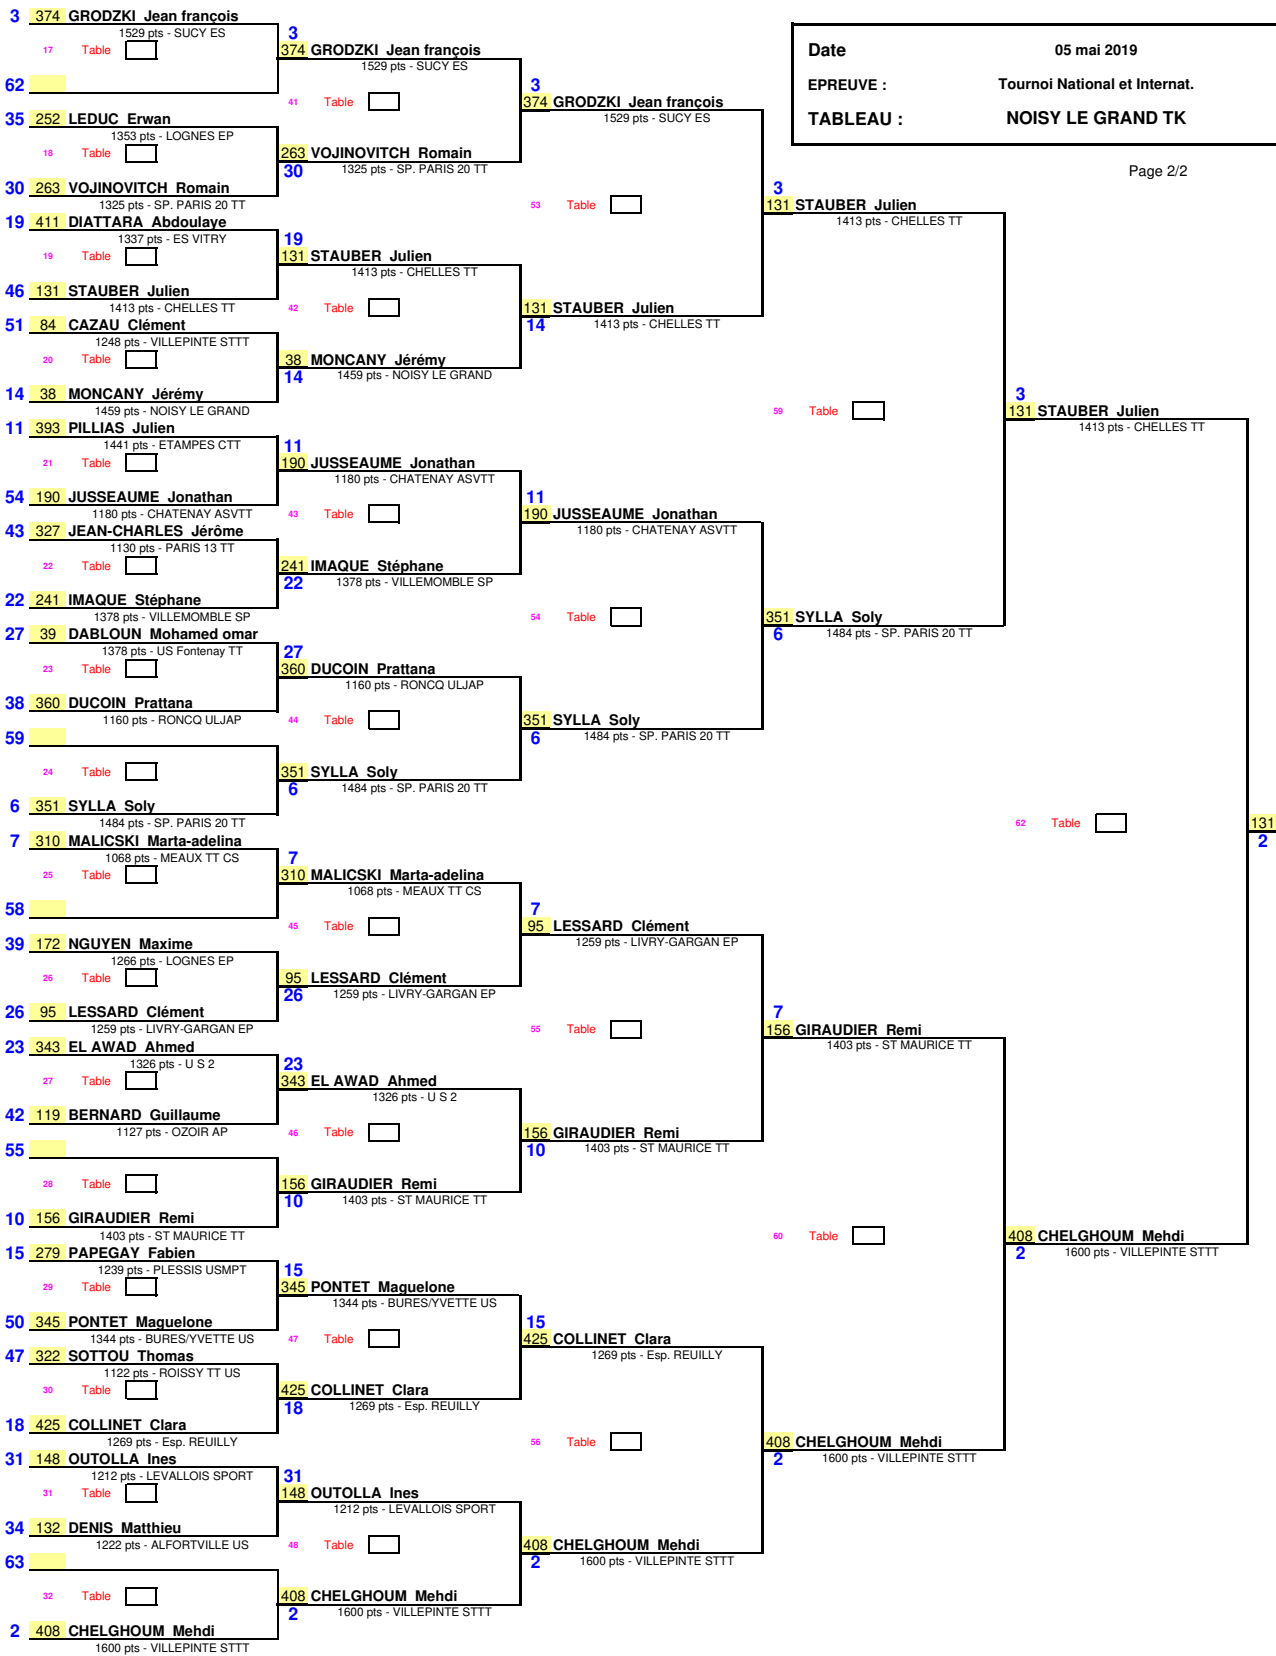 Date 05 mai 2019
EPREUVE : Tournoi National et Internat.
TABLEAU : NOISY LE GRAND TK
Page 2/2
3 374 GRODZKI Jean françois
1529 pts - SUCY ES
17 Table
62
35 252 LEDUC Erwan
1353 pts - LOGNES EP
18 Table
30 263 VOJINOVITCH Romain
1325 pts - SP. PARIS 20 TT
19 411 DIATTARA Abdoulaye
1337 pts - ES VITRY
19 Table
46 131 STAUBER Julien
1413 pts - CHELLES TT
51 84 CAZAU Clément
1248 pts - VILLEPINTE STTT
20 Table
14 38 MONCANY Jérémy
1459 pts - NOISY LE GRAND
11 393 PILLIAS Julien
1441 pts - ETAMPES CTT
21 Table
54 190 JUSSEAUME Jonathan
1180 pts - CHATENAY ASVTT
43 327 JEAN-CHARLES Jérôme
1130 pts - PARIS 13 TT
22 Table
22 241 IMAQUE Stéphane
1378 pts - VILLEMOMBLE SP
27 39 DABLOUN Mohamed omar
1378 pts - US Fontenay TT
23 Table
38 360 DUCOIN Prattana
1160 pts - RONCQ ULJAP
59
24 Table
6 351 SYLLA Soly
1484 pts - SP. PARIS 20 TT
7 310 MALICSKI Marta-adelina
1068 pts - MEAUX TT CS
25 Table
58
39 172 NGUYEN Maxime
1266 pts - LOGNES EP
26 Table
26 95 LESSARD Clément
1259 pts - LIVRY-GARGAN EP
23 343 EL AWAD Ahmed
1326 pts - U S 2
27 Table
42 119 BERNARD Guillaume
1127 pts - OZOIR AP
55
28 Table
10 156 GIRAUDIER Remi
1403 pts - ST MAURICE TT
15 279 PAPEGAY Fabien
1239 pts - PLESSIS USMPT
29 Table
50 345 PONTET Maguelone
1344 pts - BURES/YVETTE US
47 322 SOTTOU Thomas
1122 pts - ROISSY TT US
30 Table
18 425 COLLINET Clara
1269 pts - Esp. REUILLY
31 148 OUTOLLA Ines
1212 pts - LEVALLOIS SPORT
31 Table
34 132 DENIS Matthieu
1222 pts - ALFORTVILLE US
63
32 Table
2 408 CHELGHOUM Mehdi
1600 pts - VILLEPINTE STTT
3
374 GRODZKI Jean françois
1529 pts - SUCY ES
41 Table
263 VOJINOVITCH Romain
30 1325 pts - SP. PARIS 20 TT
19
131 STAUBER Julien
1413 pts - CHELLES TT
42 Table
38 MONCANY Jérémy
14 1459 pts - NOISY LE GRAND
11
190 JUSSEAUME Jonathan
1180 pts - CHATENAY ASVTT
43 Table
241 IMAQUE Stéphane
22 1378 pts - VILLEMOMBLE SP
27
360 DUCOIN Prattana
1160 pts - RONCQ ULJAP
44 Table
351 SYLLA Soly
6 1484 pts - SP. PARIS 20 TT
7
310 MALICSKI Marta-adelina
1068 pts - MEAUX TT CS
45 Table
95 LESSARD Clément
26 1259 pts - LIVRY-GARGAN EP
23
343 EL AWAD Ahmed
1326 pts - U S 2
46 Table
156 GIRAUDIER Remi
10 1403 pts - ST MAURICE TT
15
345 PONTET Maguelone
1344 pts - BURES/YVETTE US
47 Table
425 COLLINET Clara
18 1269 pts - Esp. REUILLY
31
148 OUTOLLA Ines
1212 pts - LEVALLOIS SPORT
48 Table
408 CHELGHOUM Mehdi
2 1600 pts - VILLEPINTE STTT
3
374 GRODZKI Jean françois
1529 pts - SUCY ES
53 Table
131 STAUBER Julien
14 1413 pts - CHELLES TT
11
190 JUSSEAUME Jonathan
1180 pts - CHATENAY ASVTT
54 Table
351 SYLLA Soly
6 1484 pts - SP. PARIS 20 TT
7
95 LESSARD Clément
1259 pts - LIVRY-GARGAN EP
55 Table
156 GIRAUDIER Remi
10 1403 pts - ST MAURICE TT
15
425 COLLINET Clara
1269 pts - Esp. REUILLY
56 Table
408 CHELGHOUM Mehdi
2 1600 pts - VILLEPINTE STTT
3
131 STAUBER Julien
1413 pts - CHELLES TT
59 Table
351 SYLLA Soly
6 1484 pts - SP. PARIS 20 TT
7
156 GIRAUDIER Remi
1403 pts - ST MAURICE TT
60 Table
408 CHELGHOUM Mehdi
2 1600 pts - VILLEPINTE STTT
3
131 STAUBER Julien
1413 pts - CHELLES TT
62 Table
408 CHELGHOUM Mehdi
2 1600 pts - VILLEPINTE STTT
131
2